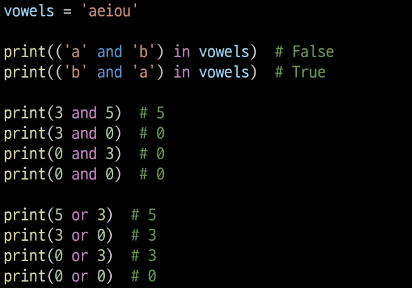 vowels = 'aeiou'
print(('a' and 'b') in vowels)  # False
print(('b' and 'a') in vowels)  # True
print(3 and 5)  # 5
print(3 and 0)  # 0
print(0 and 3)  # 0
print(0 and 0)  # 0
print(5 or 3)  # 5
print(3 or 0)  # 3
print(0 or 3)  # 3
print(0 or 0)  # 0